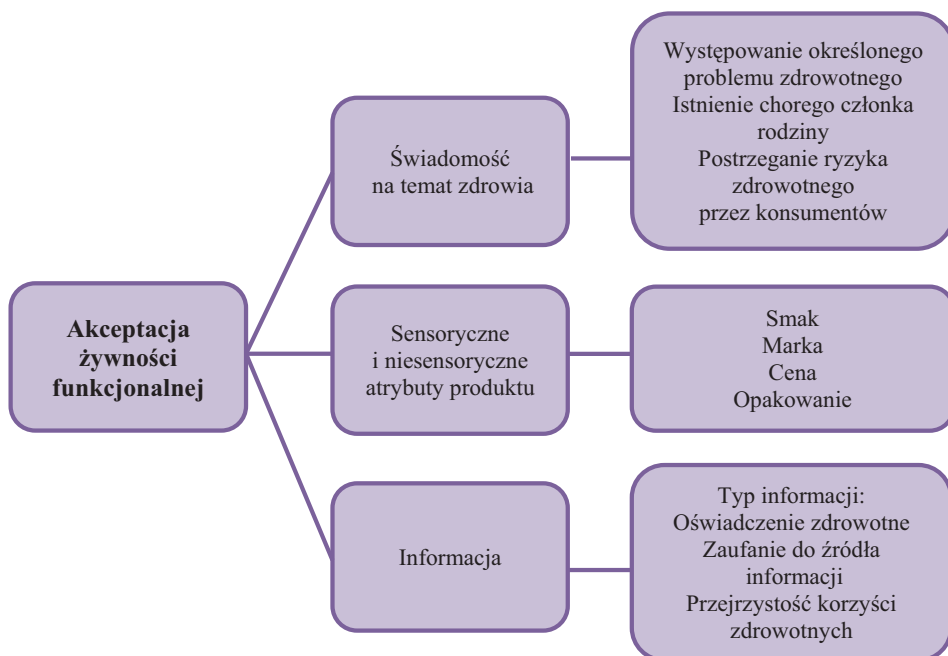 Akceptacja
żywności
funkcjonalnej
Świadomość
na temat zdrowia
Występowanie określonego
problemu zdrowotnego
Istnienie chorego członka
rodziny
Postrzeganie ryzyka
zdrowotnego
przez konsumentów
Sensoryczne
i niesensoryczne
atrybuty produktu
Smak
Marka
Cena
Opakowanie
Informacja
Typ informacji:
Oświadczenie zdrowotne
Zaufanie do źródła
informacji
Przejrzystość korzyści
zdrowotnych